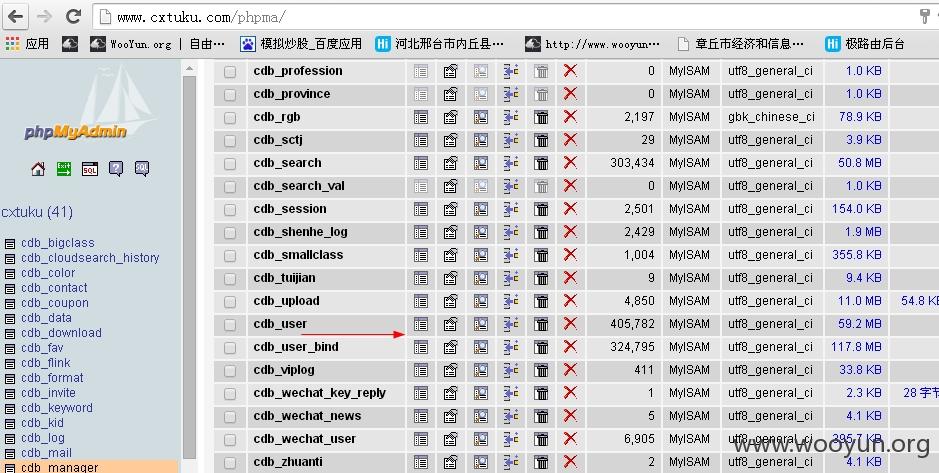 www.cxtuku.com/phpma/
应用 WooYun.org | 自由… 模拟炒股_百度应用 河北邢台市内丘县… http://www.wooyun… 章丘市经济和信息… 极路由后台
phpMyAdmin
cxtuku (41)
cdb_bigclass
cdb_cloudsearch_history
cdb_color
cdb_contact
cdb_coupon
cdb_data
cdb_download
cdb_fav
cdb_flink
cdb_format
cdb_invite
cdb_keyword
cdb_kid
cdb_log
cdb_mail
cdb_manager
cdb_profession 0 MyISAM utf8_general_ci 1.0 KB
cdb_province 0 MyISAM utf8_general_ci 1.0 KB
cdb_rgb 2,197 MyISAM gbk_chinese_ci 78.9 KB
cdb_sctj 29 MyISAM utf8_general_ci 3.9 KB
cdb_search 303,434 MyISAM utf8_general_ci 50.8 MB
cdb_search_val 0 MyISAM utf8_general_ci 1.0 KB
cdb_session 2,501 MyISAM utf8_general_ci 154.0 KB
cdb_shenhe_log 2,429 MyISAM utf8_general_ci 1.9 MB
cdb_smallclass 1,004 MyISAM utf8_general_ci 355.8 KB
cdb_tuijian 9 MyISAM utf8_general_ci 9.4 KB
cdb_upload 4,850 MyISAM utf8_general_ci 11.0 MB 54.8 K
cdb_user 405,782 MyISAM utf8_general_ci 59.2 MB
cdb_user_bind 324,795 MyISAM utf8_general_ci 117.8 MB
cdb_viplog 411 MyISAM utf8_general_ci 33.8 KB
cdb_wechat_key_reply 1 MyISAM utf8_general_ci 2.3 KB 28 字节
cdb_wechat_news 5 MyISAM utf8_general_ci 4.1 KB
cdb_wechat_user 6,905 MyISAM utf8_general_ci 395.7 KB
cdb_zhuanti 2 MyISAM utf8_general_ci 4.1 KB
www.wooyun.org